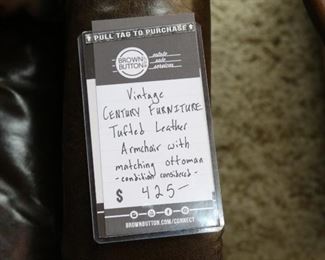 PULL TAG TO PURCHASE
BROWN
BUTTON
estate
sale
services
Vintage
CENTURY FURNITURE
Tufted Leather
Armchair with
matching ottoman
-condition considered-
$ 425-
BROWNBUTTON.COM/CONNECT